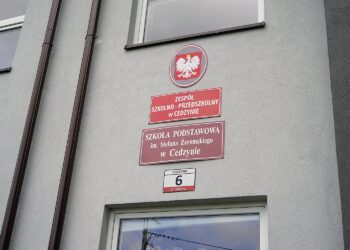 ZESPÓŁ
SZKOLNO - PRZEDSZKOLNY
w CEDZYNIE
SZKOŁA PODSTAWOWA
im. Stefana Żeromskiego
w Cedzynie
6